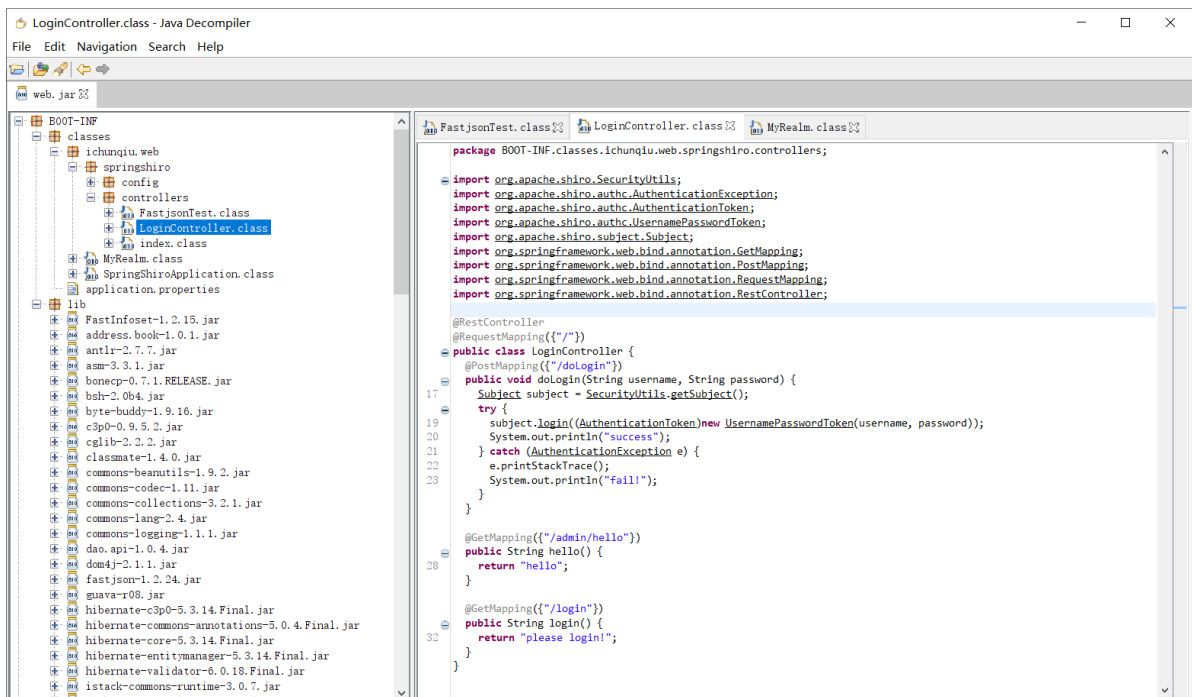 LoginController.class - Java Decompiler
File Edit Navigation Search Help
web.jar
BOOT-INF
classes
ichunqiu.web
springshiro
config
controllers
FastjsonTest.class
LoginController.class
index.class
MyRealm.class
SpringShiroApplication.class
application.properties
lib
FastInfoset-1.2.15.jar
address.book-1.0.1.jar
antlr-2.7.7.jar
asm-3.3.1.jar
bonecp-0.7.1.RELEASE.jar
bsh-2.0b4.jar
byte-buddy-1.9.16.jar
c3p0-0.9.5.2.jar
cglib-2.2.2.jar
classmate-1.4.0.jar
commons-beanutils-1.9.2.jar
commons-codec-1.11.jar
commons-collections-3.2.1.jar
commons-lang-2.4.jar
commons-logging-1.1.1.jar
dao.api-1.0.4.jar
dom4j-2.1.1.jar
fastjson-1.2.24.jar
guava-r08.jar
hibernate-c3p0-5.3.14.Final.jar
hibernate-commons-annotations-5.0.4.Final.jar
hibernate-core-5.3.14.Final.jar
hibernate-entitymanager-5.3.14.Final.jar
hibernate-validator-6.0.18.Final.jar
istack-commons-runtime-3.0.7.jar
FastjsonTest.class LoginController.class MyRealm.class
package BOOT-INF.classes.ichunqiu.web.springshiro.controllers;
import org.apache.shiro.SecurityUtils;
import org.apache.shiro.authc.AuthenticationException;
import org.apache.shiro.authc.AuthenticationToken;
import org.apache.shiro.authc.UsernamePasswordToken;
import org.apache.shiro.subject.Subject;
import org.springframework.web.bind.annotation.GetMapping;
import org.springframework.web.bind.annotation.PostMapping;
import org.springframework.web.bind.annotation.RequestMapping;
import org.springframework.web.bind.annotation.RestController;
@RestController
@RequestMapping({"/"})
public class LoginController {
@PostMapping({"/doLogin"})
public void doLogin(String username, String password) {
17 Subject subject = SecurityUtils.getSubject();
try {
19 subject.login((AuthenticationToken)new UsernamePasswordToken(username, password));
20 System.out.println("success");
21 } catch (AuthenticationException e) {
22 e.printStackTrace();
23 System.out.println("fail!");
}
}
@GetMapping({"/admin/hello"})
public String hello() {
28 return "hello";
}
@GetMapping({"/login"})
public String login() {
32 return "please login!";
}
}